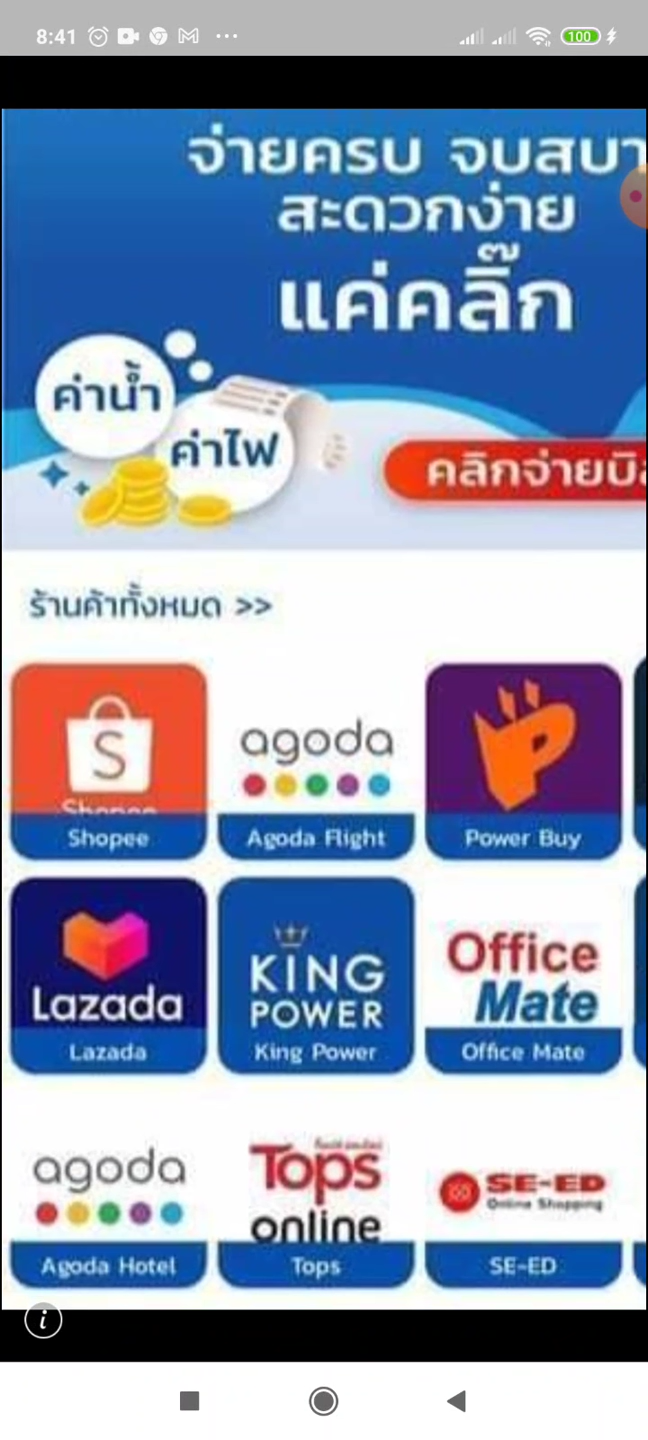 8:41
100
จ่ายครบ จบสบา
สะดวกง่าย
แค่คลิ๊ก
ค่าน้ำ
ค่าไฟ
คลิกจ่ายบิ
ร้านค้าทั้งหมด >>
S
Shopee
Shopee
agoda
Agoda Flight
P
Power Buy
Lazada
Lazada
KING
POWER
King Power
Office
Mate
Office Mate
agoda
Agoda Hotel
Tops
online
Tops
SE-ED
Online Shopping
SE-ED
i